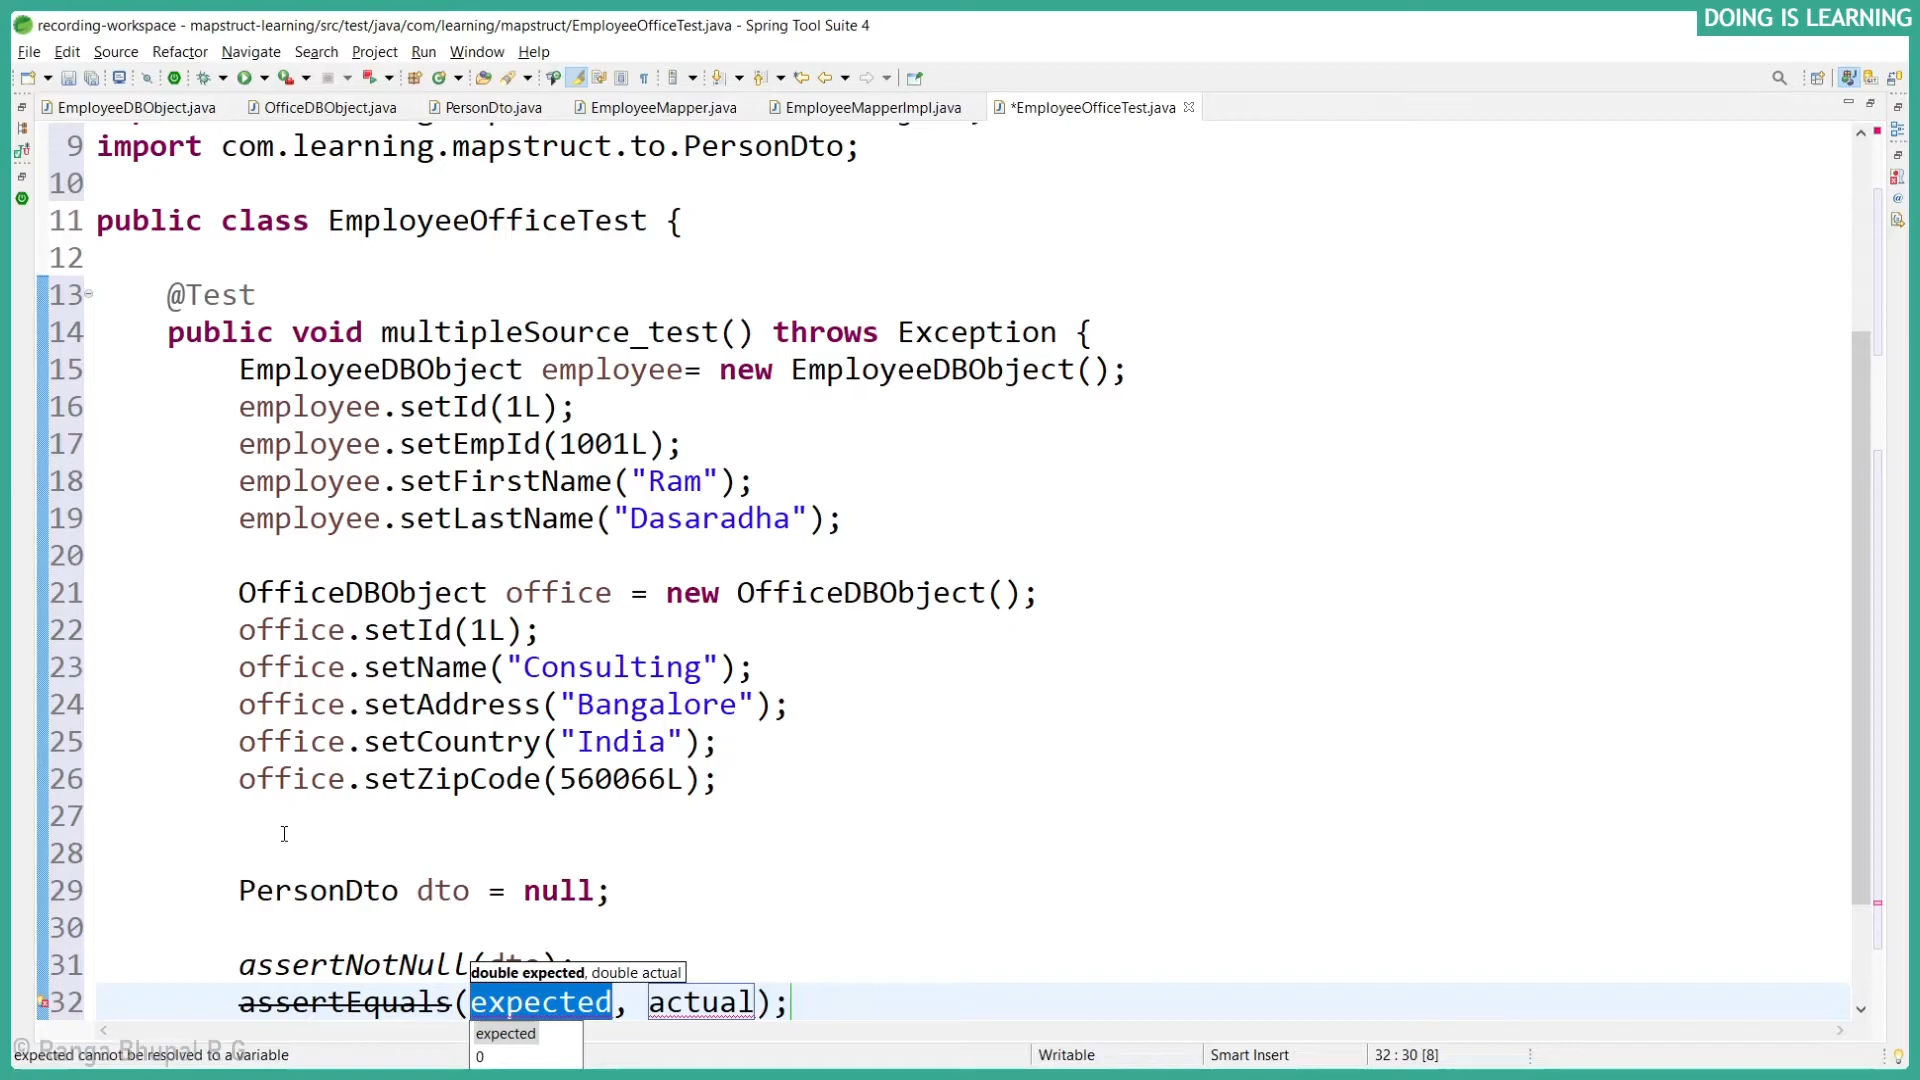 DOING IS LEARNING
recording-workspace - mapstruct-learning/src/test/java/com/learning/mapstruct/EmployeeOfficeTest.java - Spring Tool Suite 4
File Edit Source Refactor Navigate Search Project Run Window Help
EmployeeDBObject.java OfficeDBObject.java PersonDto.java EmployeeMapper.java EmployeeMapperImpl.java *EmployeeOfficeTest.java
9 import com.learning.mapstruct.to.PersonDto;
10
11 public class EmployeeOfficeTest {
12
13 @Test
14 public void multipleSource_test() throws Exception {
15 EmployeeDBObject employee= new EmployeeDBObject();
16 employee.setId(1L);
17 employee.setEmpId(1001L);
18 employee.setFirstName("Ram");
19 employee.setLastName("Dasaradha");
20
21 OfficeDBObject office = new OfficeDBObject();
22 office.setId(1L);
23 office.setName("Consulting");
24 office.setAddress("Bangalore");
25 office.setCountry("India");
26 office.setZipCode(560066L);
27
28
29 PersonDto dto = null;
30
31 assertNotNull(dto);
double expected, double actual
32 assertEquals(expected, actual);
expected
0
© Ranga Bhupal R G
expected cannot be resolved to a variable
Writable Smart Insert 32 : 30 [8]